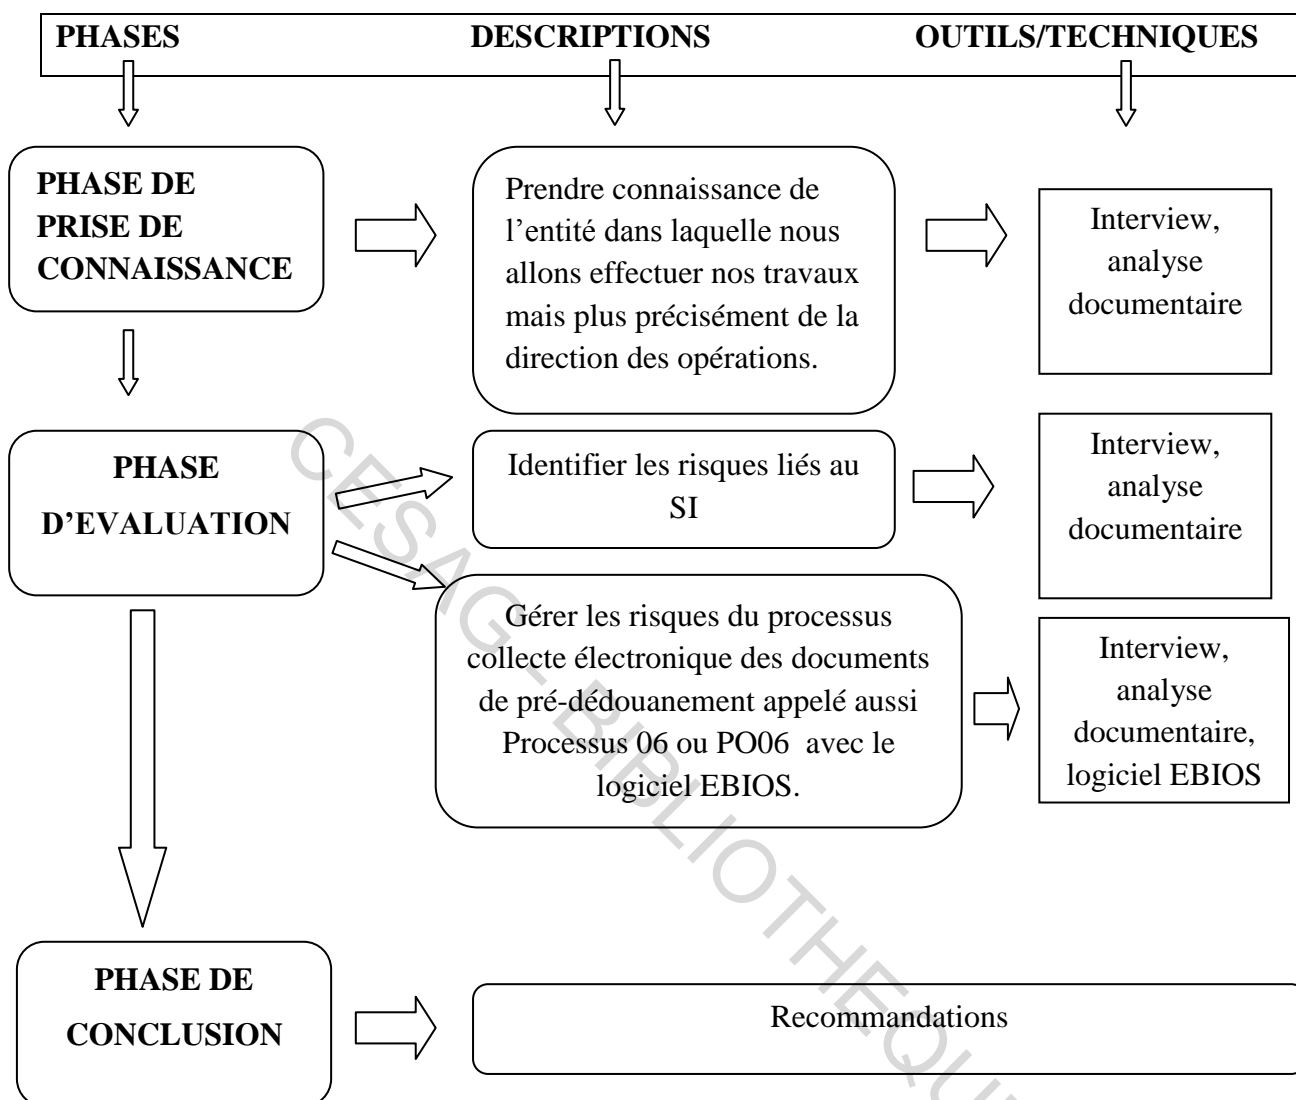 PHASES DESCRIPTIONS OUTILS/TECHNIQUES
PHASE DE
PRISE DE
CONNAISSANCE
Prendre connaissance de
l’entité dans laquelle nous
allons effectuer nos travaux
mais plus précisément de la
direction des opérations.
Interview,
analyse
documentaire
PHASE
D’EVALUATION
Identifier les risques liés au
SI
Interview,
analyse
documentaire
Gérer les risques du processus
collecte électronique des documents
de pré-dédouanement appelé aussi
Processus 06 ou PO06 avec le
logiciel EBIOS.
Interview,
analyse
documentaire,
logiciel EBIOS
PHASE DE
CONCLUSION
Recommandations
CESAG - BIBLIOTHEQUE